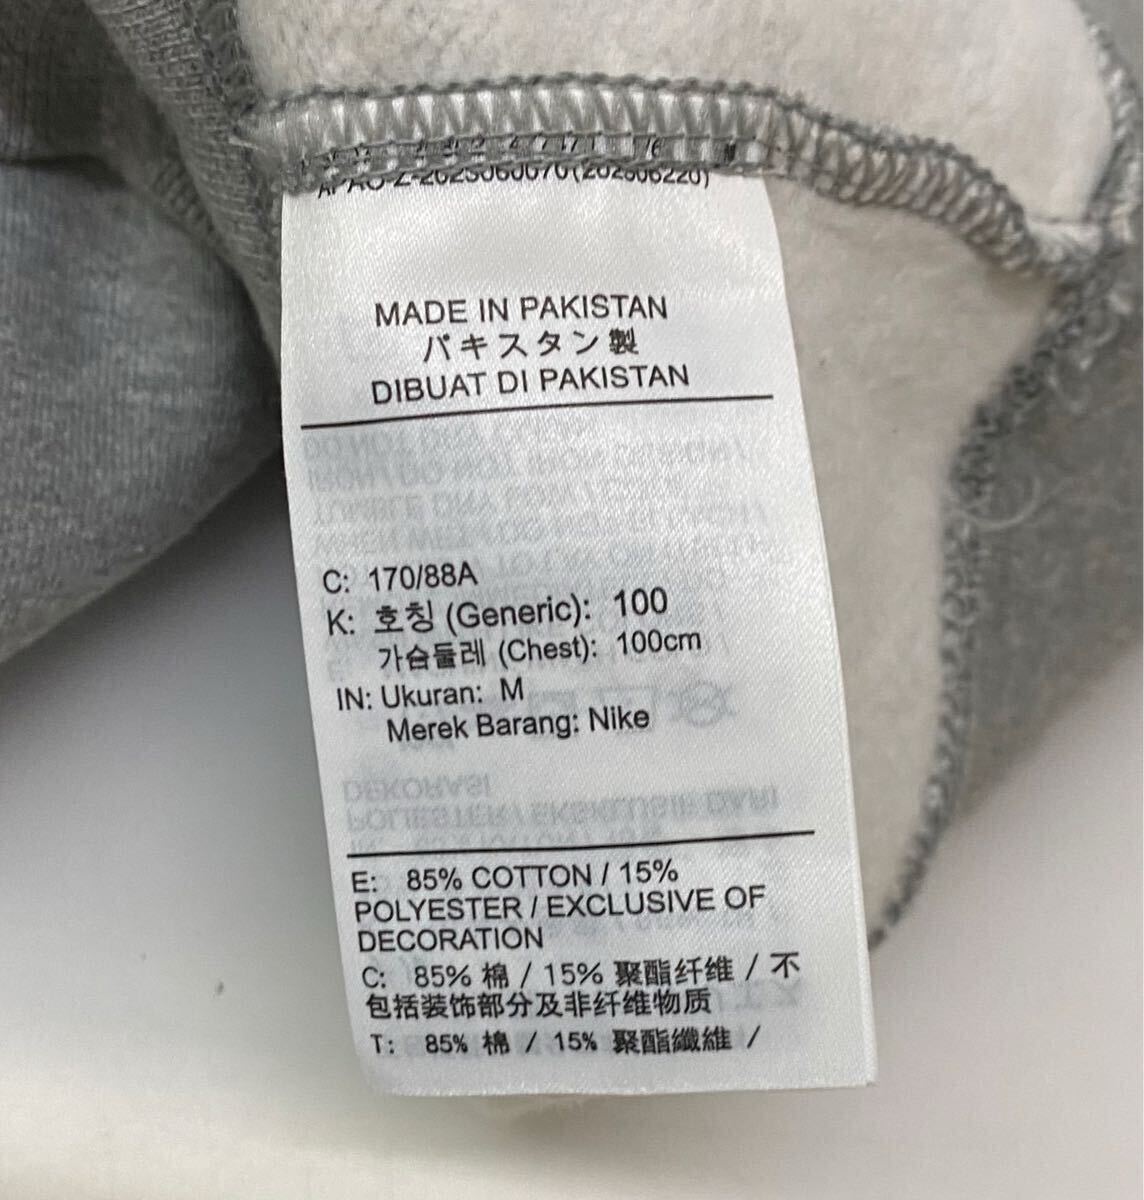 MADE IN PAKISTAN
パキスタン製
DIBUAT DI PAKISTAN
C: 170/88A
K: 호칭 (Generic): 100
가슴둘레 (Chest): 100cm
IN: Ukuran: M
Merek Barang: Nike
E: 85% COTTON / 15%
POLYESTER / EXCLUSIVE OF
DECORATION
C: 85% 棉 / 15% 聚酯纤维 / 不
包括装饰部分及非纤维物质
T: 85% 棉 / 15% 聚酯纖維 /